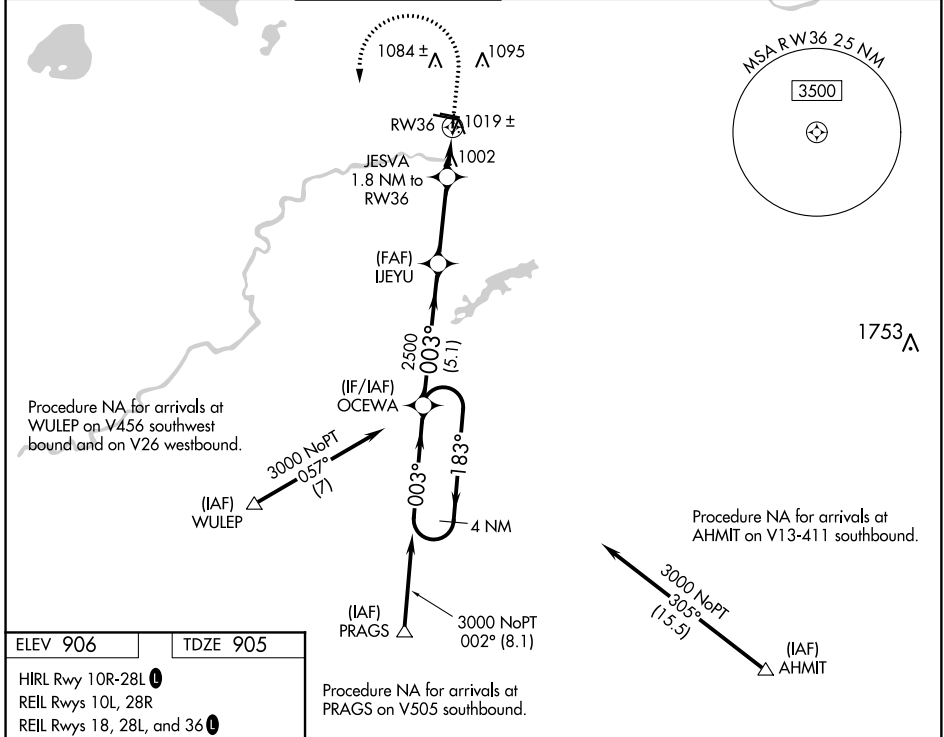 1084 ±
1095
MSA RW36 25 NM
3500
RW36
1019 ±
JESVA
1.8 NM to
RW36
1002
(FAF)
IJEYU
2500
003°
(5.1)
1753
(IF/IAF)
OCEWA
Procedure NA for arrivals at
WULEP on V456 southwest
bound and on V26 westbound.
3000 NoPT
057°
(7)
003°
183°
(IAF)
WULEP
4 NM
Procedure NA for arrivals at
AHMIT on V13-411 southbound.
3000 NoPT
305°
(15.5)
(IAF)
PRAGS
3000 NoPT
002° (8.1)
(IAF)
AHMIT
ELEV 906
TDZE 905
HIRL Rwy 10R-28L L
REIL Rwys 10L, 28R
REIL Rwys 18, 28L, and 36 L
Procedure NA for arrivals at
PRAGS on V505 southbound.